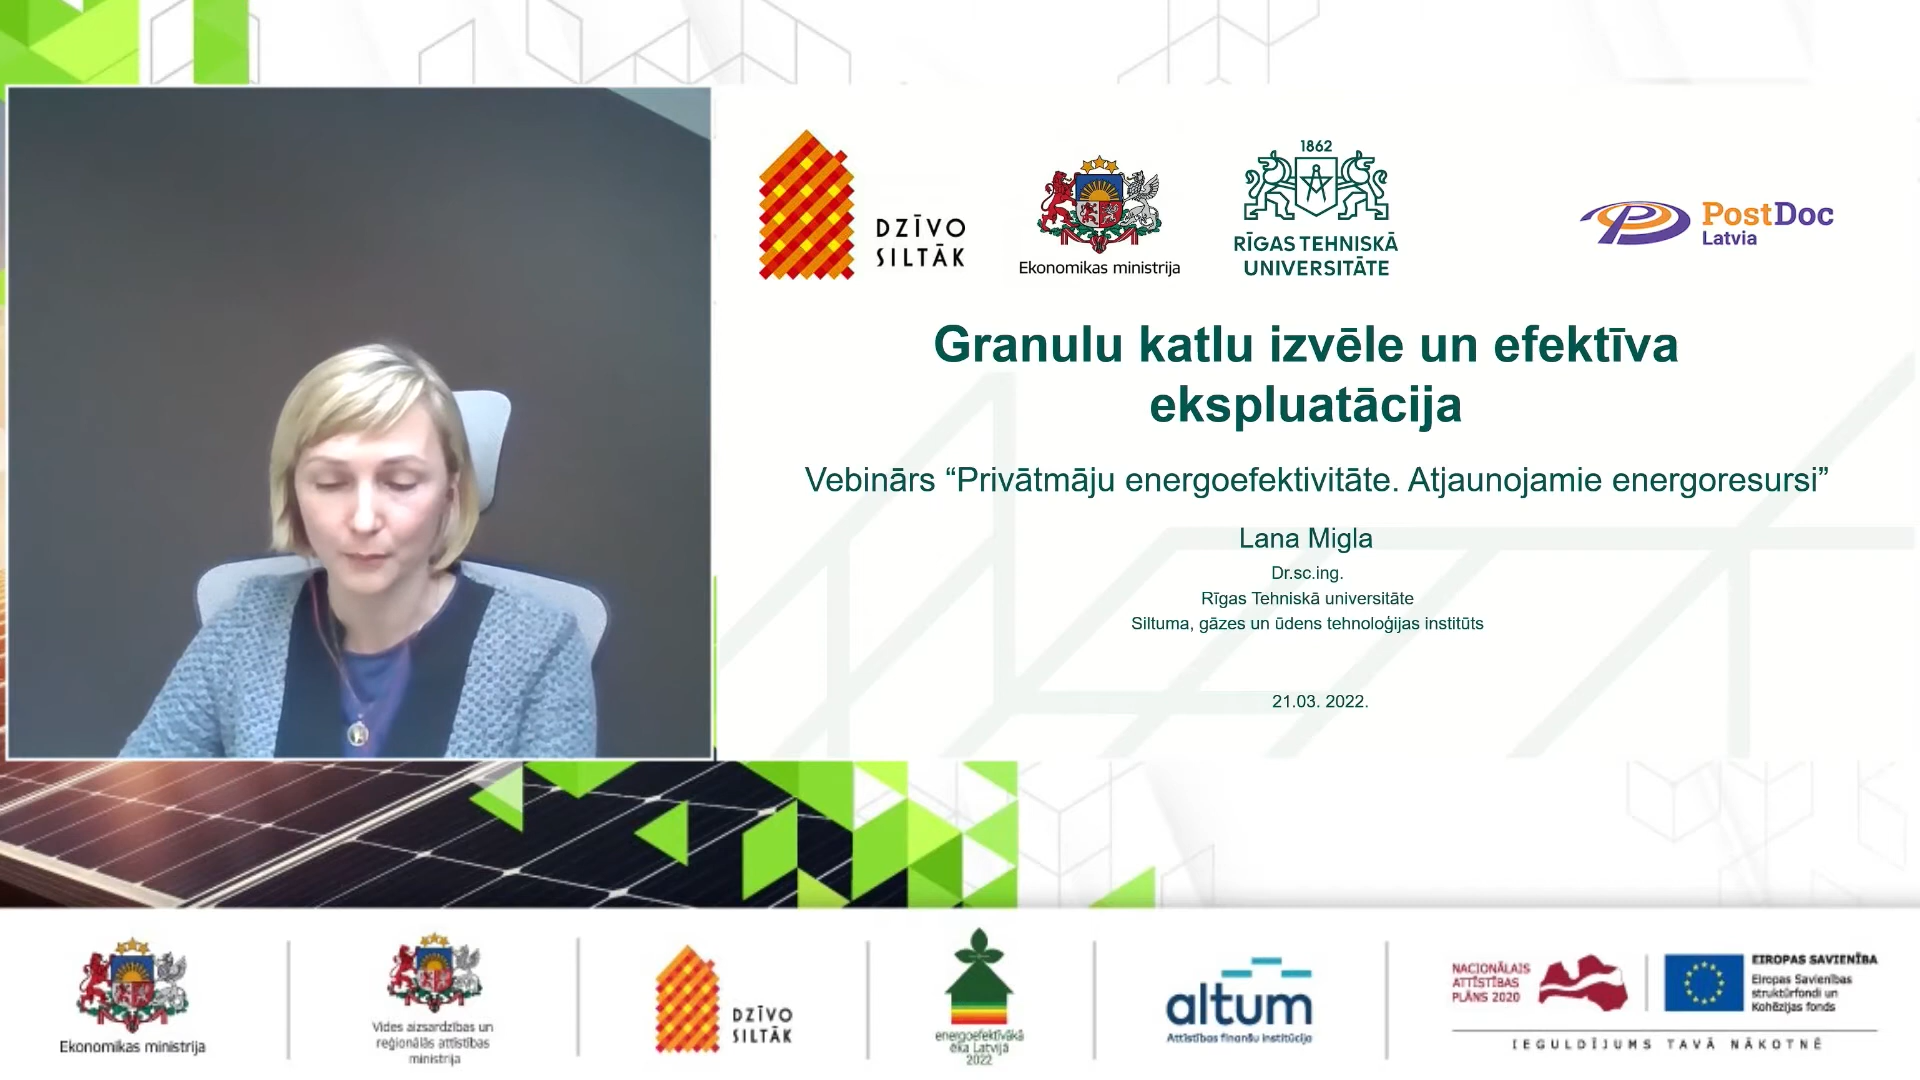 DZĪVO
SILTĀK
Ekonomikas ministrija
1862
RĪGAS TEHNISKĀ
UNIVERSITĀTE
PostDoc
Latvia
Granulu katlu izvēle un efektīva
ekspluatācija
Vebinārs “Privātmāju energoefektivitāte. Atjaunojamie energoresursi”
Lana Migla
Dr.sc.ing.
Rīgas Tehniskā universitāte
Siltuma, gāzes un ūdens tehnoloģijas institūts
21.03. 2022.
Ekonomikas ministrija
Vides aizsardzības un
reģionālās attīstības
ministrija
DZĪVO
SILTĀK
energoefektīvākā
ēka Latvijā
2022
altum
Attīstības finanšu institūcija
NACIONĀLAIS
ATTĪSTĪBAS
PLĀNS 2020
EIROPAS SAVIENĪBA
Eiropas Savienības
struktūrfondi un
Kohēzijas fonds
IEGULDĪJUMS TAVĀ NĀKOTNĒ